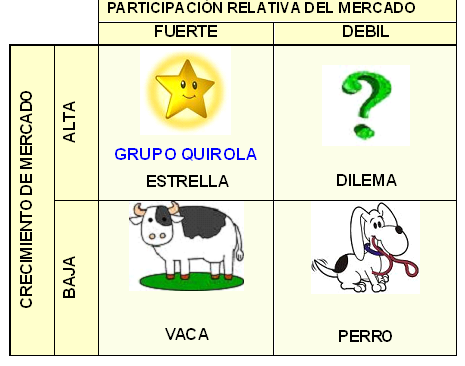 PARTICIPACIÓN RELATIVA DEL MERCADO
FUERTE
DEBIL
CRECIMIENTO DE MERCADO
ALTA
GRUPO QUIROLA
ESTRELLA
DILEMA
BAJA
VACA
PERRO